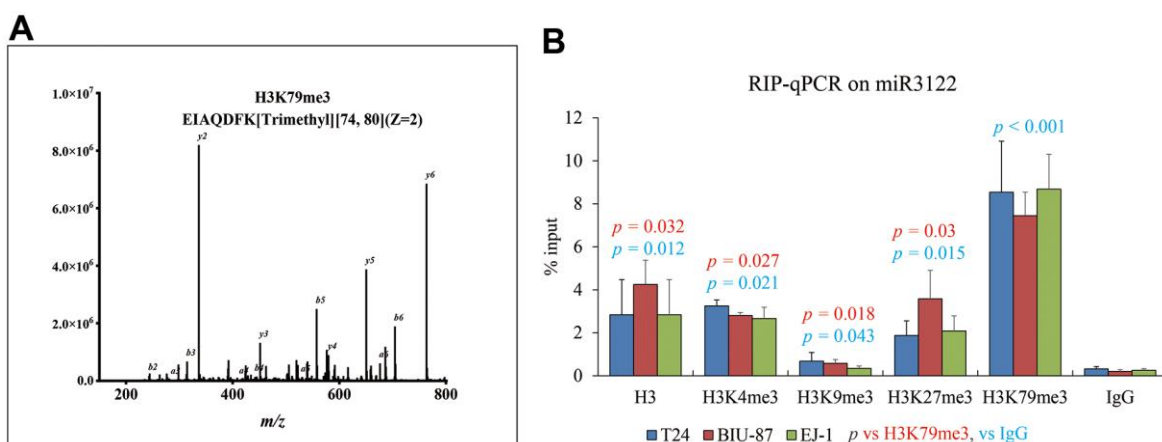 A
H3K79me3
EIAQDFK[Trimethyl][74, 80](Z=2)
1.0×10⁷
8.0×10⁶
6.0×10⁶
4.0×10⁶
2.0×10⁶
0.0
y2
y6
y5
b5
b6
y3
y4
b2
b3
b4
200
400
600
800
m/z
B
RIP-qPCR on miR3122
% input
12
10
8
6
4
2
0
p = 0.032
p = 0.012
p = 0.027
p = 0.021
p = 0.018
p = 0.043
p = 0.03
p = 0.015
p < 0.001
H3 H3K4me3 H3K9me3 H3K27me3 H3K79me3 IgG
T24 BIU-87 EJ-1 p vs H3K79me3, vs IgG